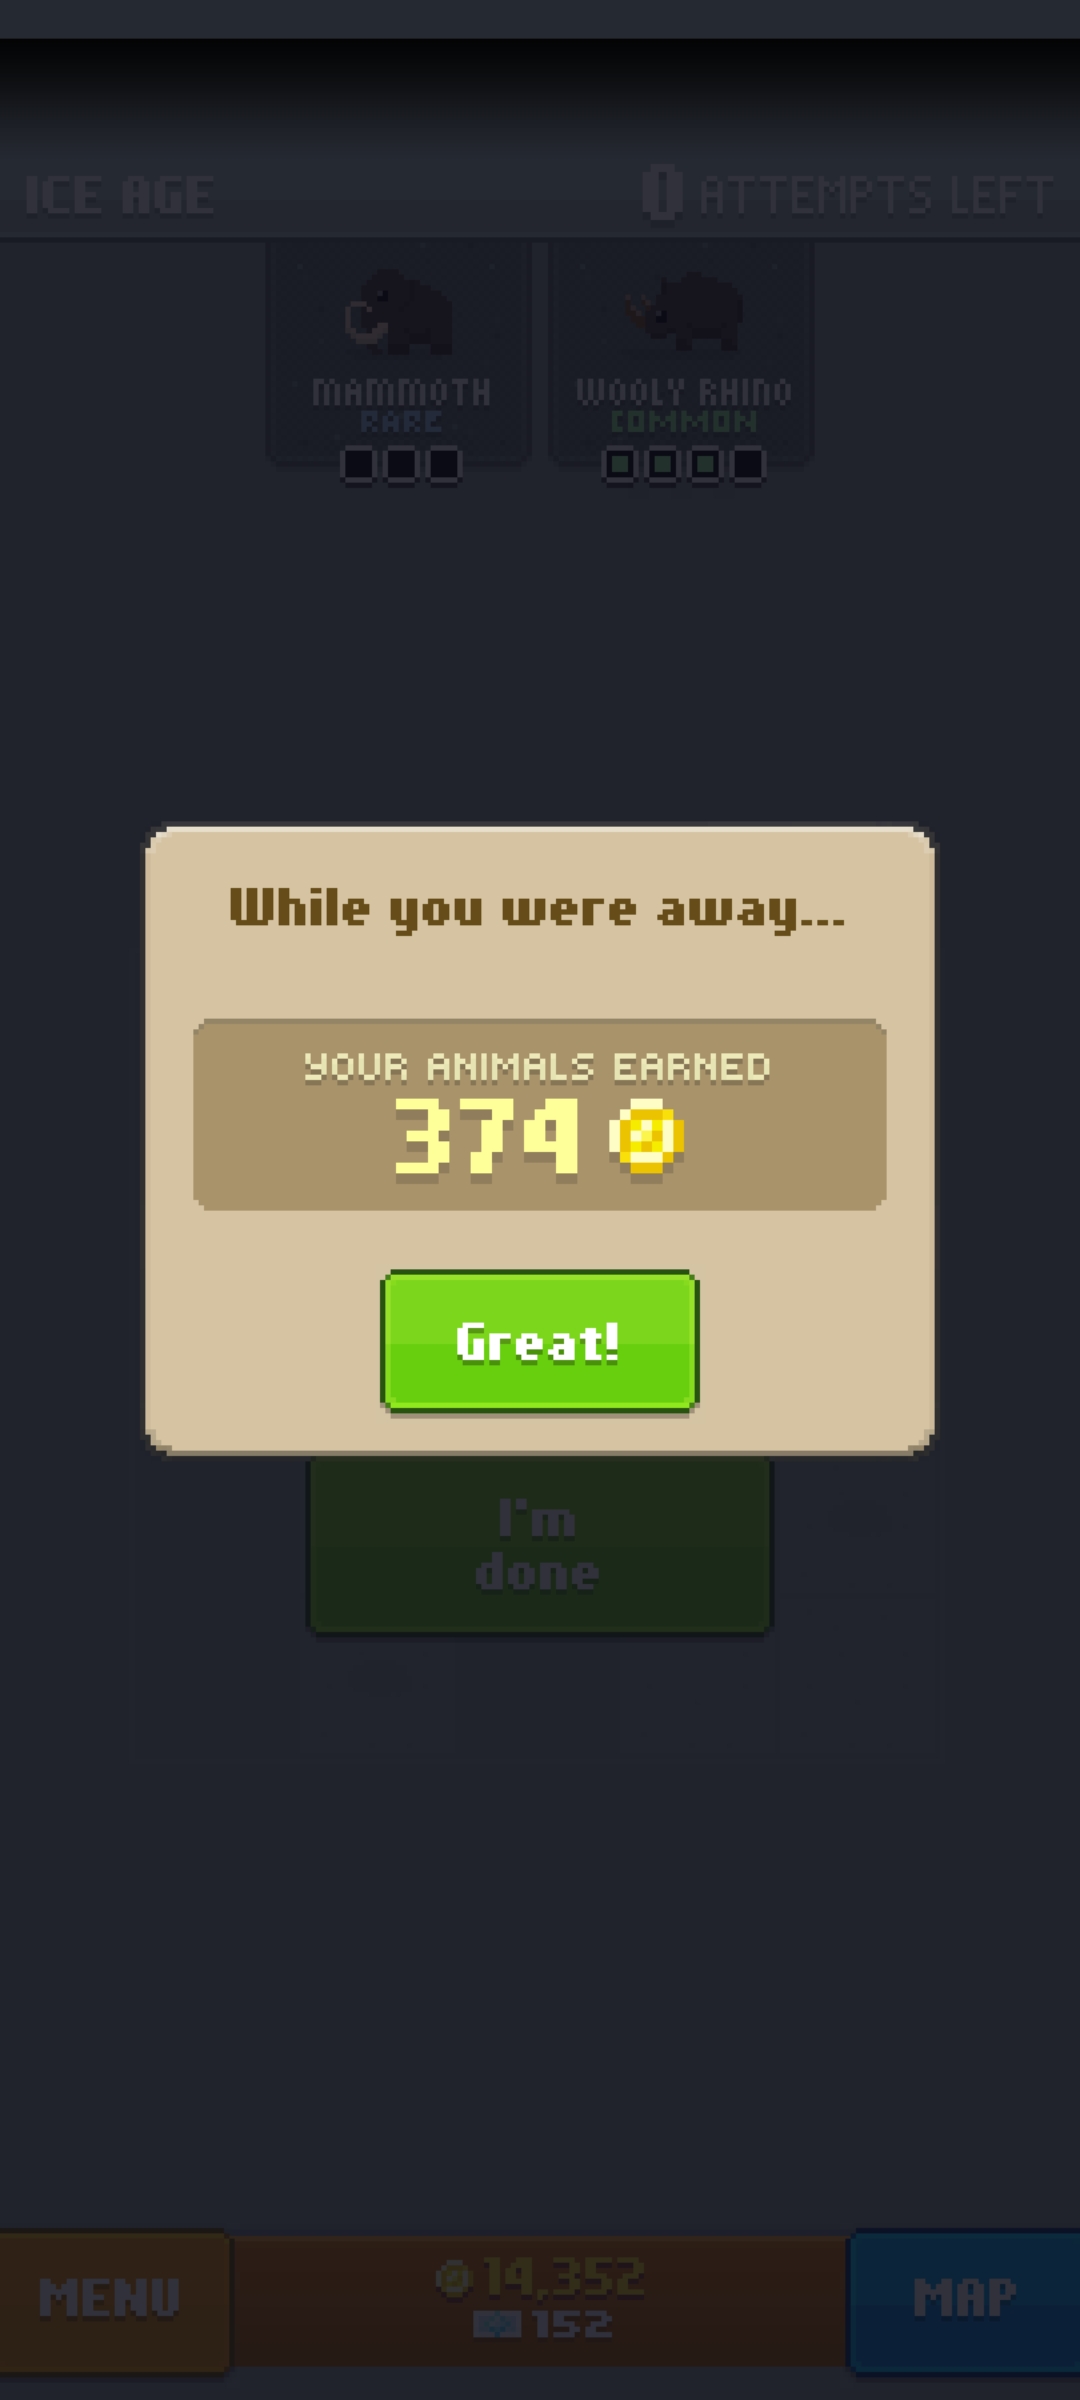 ICE AGE
0 ATTEMPTS LEFT
MAMMOTH
RARE
WOOLY RHINO
COMMON
While you were away...
YOUR ANIMALS EARNED
374
Great!
I'm
done
MENU
14,352
152
MAP